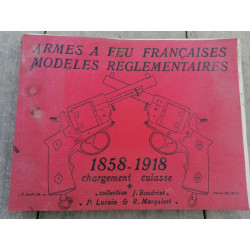 ARMES A FEU FRANÇAISES
MODELES REGLEMENTAIRES
1858-1918
chargement culasse
collection J. Boudriot
P. Lorain & R. Marquiset